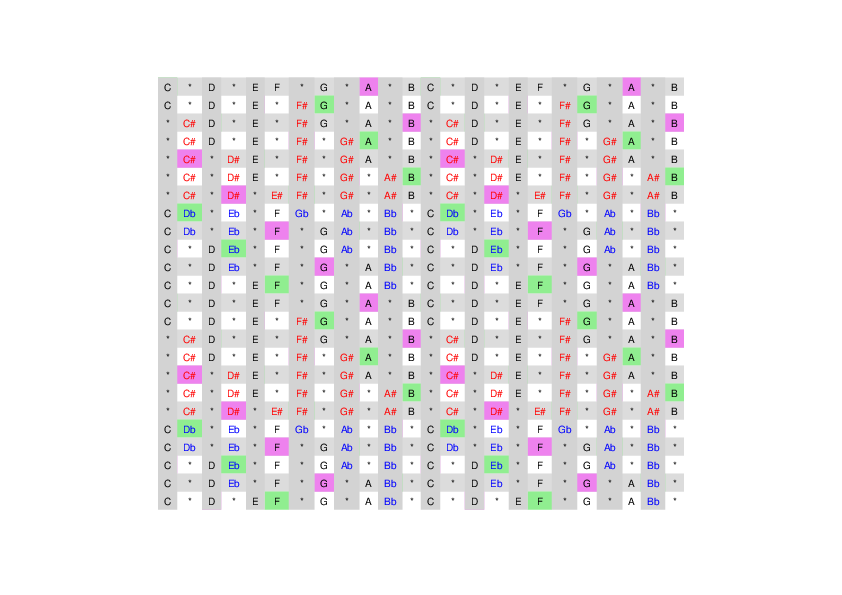 C * D * E F * G * A * B C * D * E F * G * A * B
C * D * E * F# G * A * B C * D * E * F# G * A * B
* C# D * E * F# G * A * B * C# D * E * F# G * A * B
* C# D * E * F# * G# A * B * C# D * E * F# * G# A * B
* C# * D# E * F# * G# A * B * C# * D# E * F# * G# A * B
* C# * D# E * F# * G# * A# B * C# * D# E * F# * G# * A# B
* C# * D# * E# F# * G# * A# B * C# * D# * E# F# * G# * A# B
C Db * Eb * F Gb * Ab * Bb * C Db * Eb * F Gb * Ab * Bb *
C Db * Eb * F * G Ab * Bb * C Db * Eb * F * G Ab * Bb *
C * D Eb * F * G Ab * Bb * C * D Eb * F * G Ab * Bb *
C * D Eb * F * G * A Bb * C * D Eb * F * G * A Bb *
C * D * E F * G * A Bb * C * D * E F * G * A Bb *
C * D * E F * G * A * B C * D * E F * G * A * B
C * D * E * F# G * A * B C * D * E * F# G * A * B
* C# D * E * F# G * A * B * C# D * E * F# G * A * B
* C# D * E * F# * G# A * B * C# D * E * F# * G# A * B
* C# * D# E * F# * G# A * B * C# * D# E * F# * G# A * B
* C# * D# E * F# * G# * A# B * C# * D# E * F# * G# * A# B
* C# * D# * E# F# * G# * A# B * C# * D# * E# F# * G# * A# B
C Db * Eb * F Gb * Ab * Bb * C Db * Eb * F Gb * Ab * Bb *
C Db * Eb * F * G Ab * Bb * C Db * Eb * F * G Ab * Bb *
C * D Eb * F * G Ab * Bb * C * D Eb * F * G Ab * Bb *
C * D Eb * F * G * A Bb * C * D Eb * F * G * A Bb *
C * D * E F * G * A Bb * C * D * E F * G * A Bb *